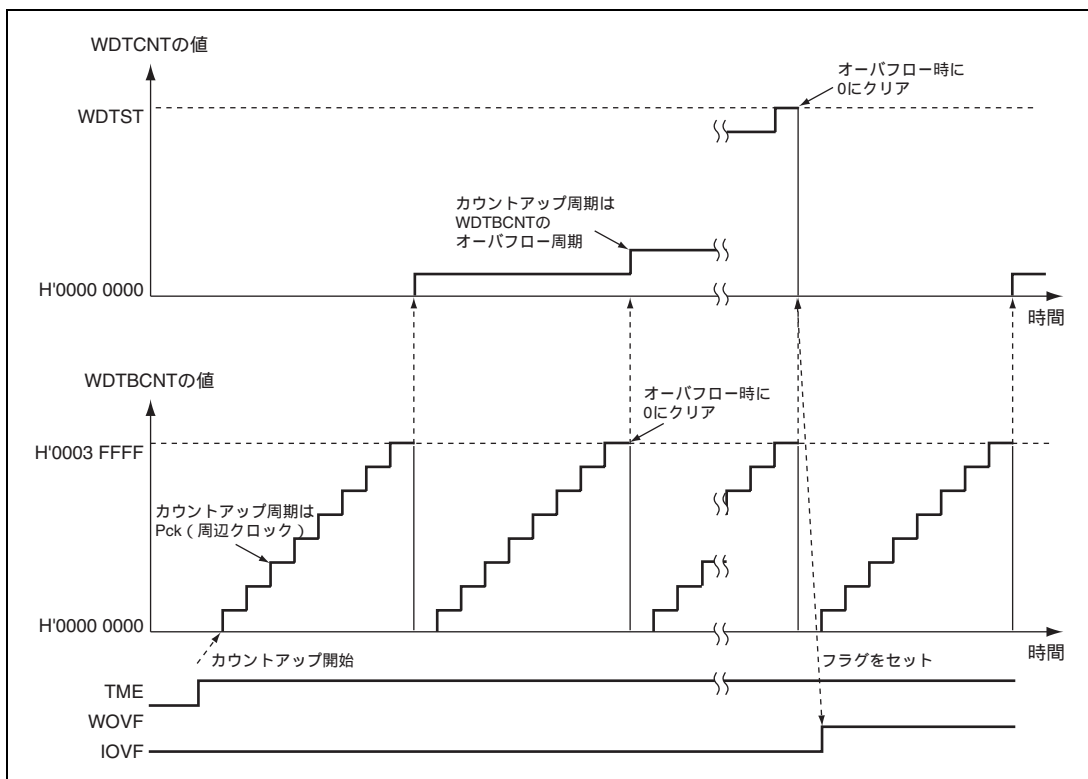 WDTCNTの値
オーバフロー時に
0にクリア
WDTST
カウントアップ周期は
WDTBCNTの
オーバフロー周期
H'0000 0000
時間
WDTBCNTの値
オーバフロー時に
0にクリア
H'0003 FFFF
カウントアップ周期は
Pck（周辺クロック）
H'0000 0000
時間
カウントアップ開始
フラグをセット
TME
WOVF
IOVF